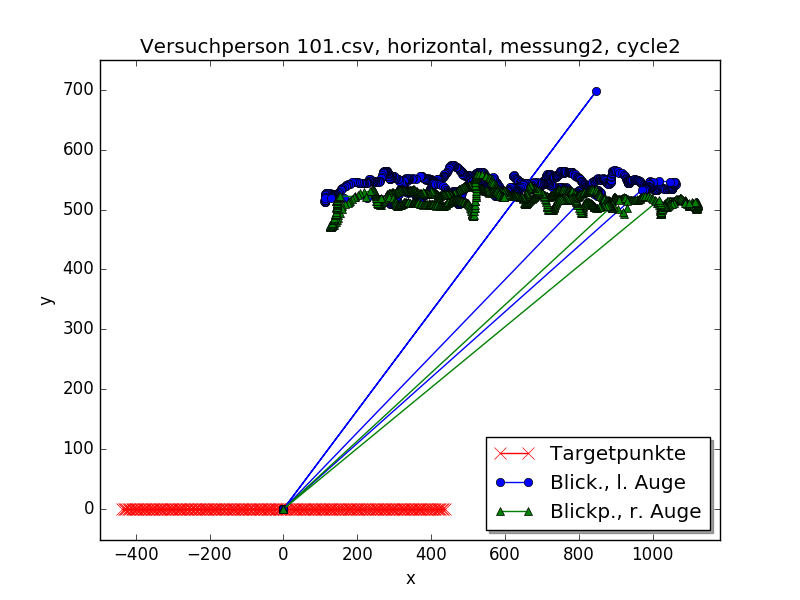 Versuchperson 101.csv, horizontal, messung2, cycle2
y
700
600
500
400
300
200
100
0
−400
−200
0
200
400
600
800
1000
x
Targetpunkte
Blick., l. Auge
Blickp., r. Auge